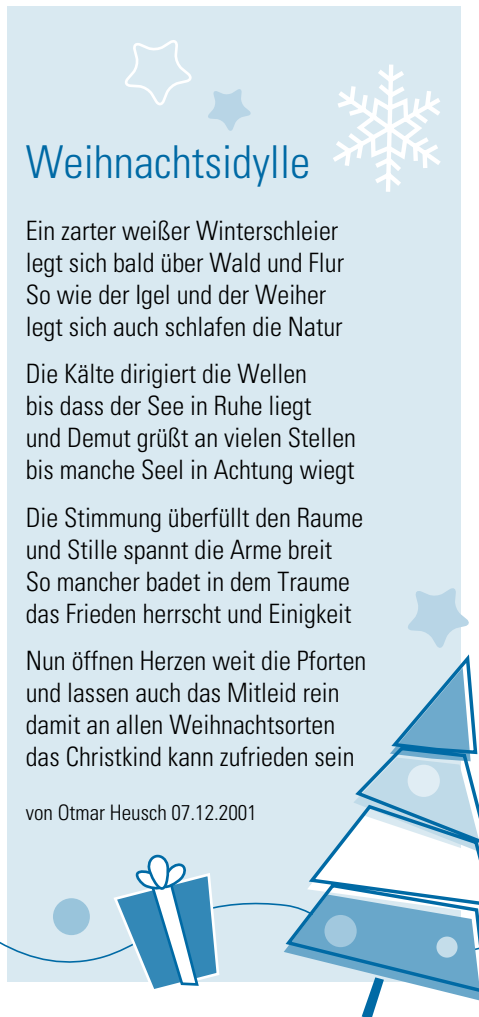 Weihnachtsidylle
Ein zarter weißer Winterschleier
legt sich bald über Wald und Flur
So wie der Igel und der Weiher
legt sich auch schlafen die Natur
Die Kälte dirigiert die Wellen
bis dass der See in Ruhe liegt
und Demut grüßt an vielen Stellen
bis manche Seel in Achtung wiegt
Die Stimmung überfüllt den Raume
und Stille spannt die Arme breit
So mancher badet in dem Traume
das Frieden herrscht und Einigkeit
Nun öffnen Herzen weit die Pforten
und lassen auch das Mitleid rein
damit an allen Weihnachtsorten
das Christkind kann zufrieden sein
von Otmar Heusch 07.12.2001